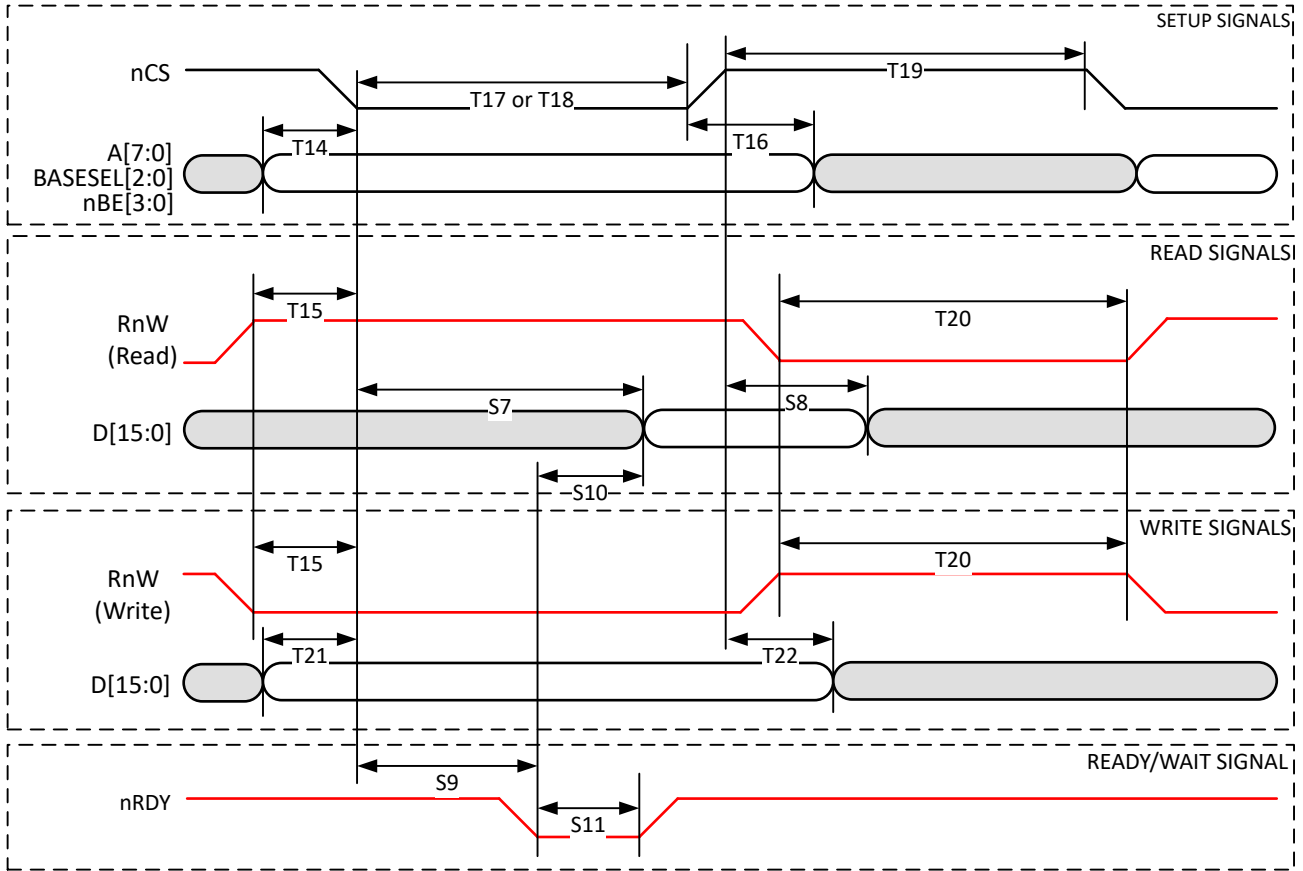 SETUP SIGNALS
nCS
T19
T17 or T18
T14
T16
A[7:0]
BASESEL[2:0]
nBE[3:0]
READ SIGNALS
T15
T20
RnW
(Read)
S7
S8
D[15:0]
S10
WRITE SIGNALS
T15
T20
RnW
(Write)
T21
T22
D[15:0]
READY/WAIT SIGNAL
S9
nRDY
S11